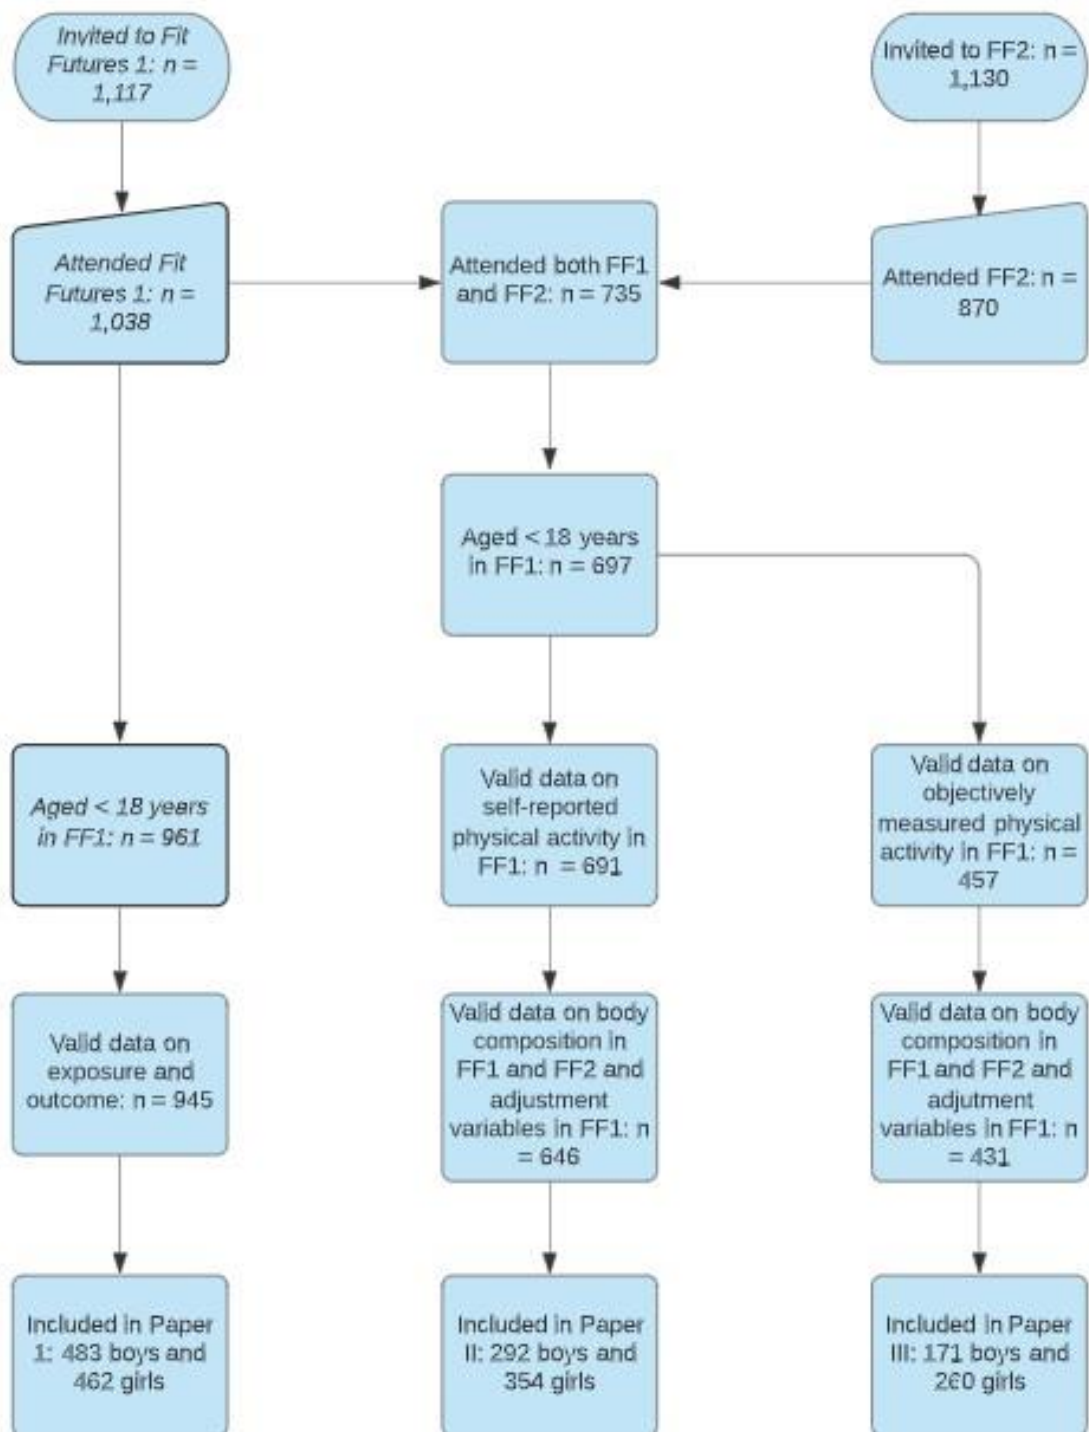 Invited to Fit
Futures 1: n =
1,117
Invited to FF2: n =
1,130
Attended Fit
Futures 1: n =
1,038
Attended both FF1
and FF2: n = 735
Attended FF2: n =
870
Aged < 18 years
in FF1: n = 697
Aged < 18 years
in FF1: n = 961
Valid data on
self-reported
physical activity in
FF1: n = 691
Valid data on
objectively
measured physical
activity in FF1: n =
457
Valid data on
exposure and
outcome: n = 945
Valid data on body
composition in
FF1 and FF2 and
adjustment
variables in FF1: n
= 646
Valid data on body
composition in
FF1 and FF2 and
adjutment
variables in FF1: n
= 431
Included in Paper
1: 483 boys and
462 girls
Included in Paper
II: 292 boys and
354 girls
Included in Paper
III: 171 boys and
260 girls